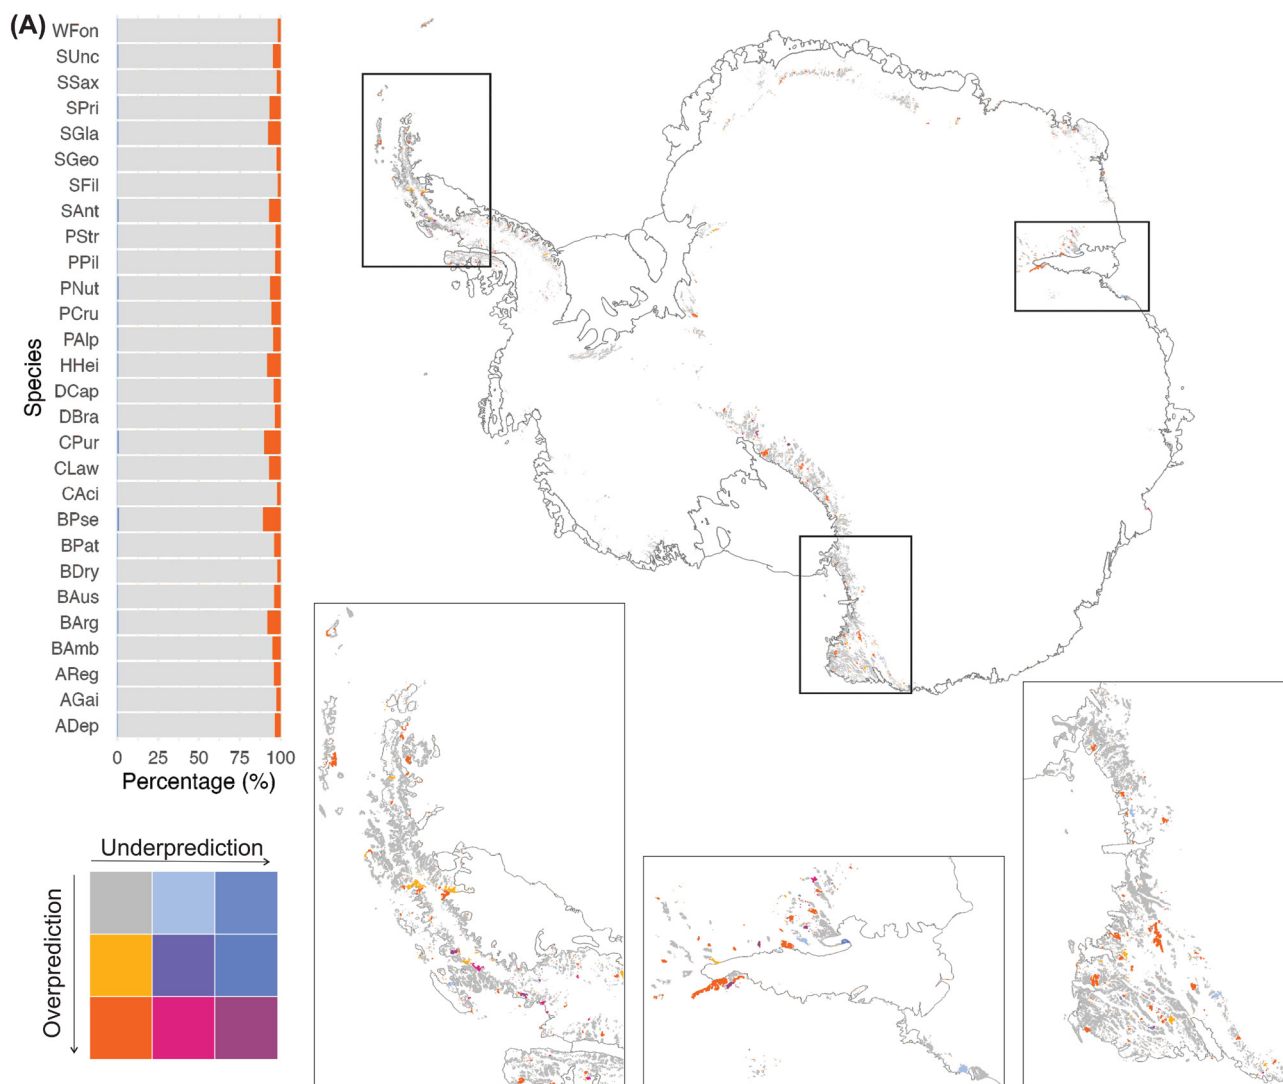 (A)
WFon
SUnc
SSax
SPri
SGla
SGeo
SFil
SAnt
PStr
PPil
PNut
PCru
PAlp
HHei
DCap
DBra
CPur
CLaw
CAci
BPse
BPat
BDry
BAus
BArg
BAmb
AReg
AGai
ADep
Species
0 25 50 75 100
Percentage (%)
Underprediction
Overprediction